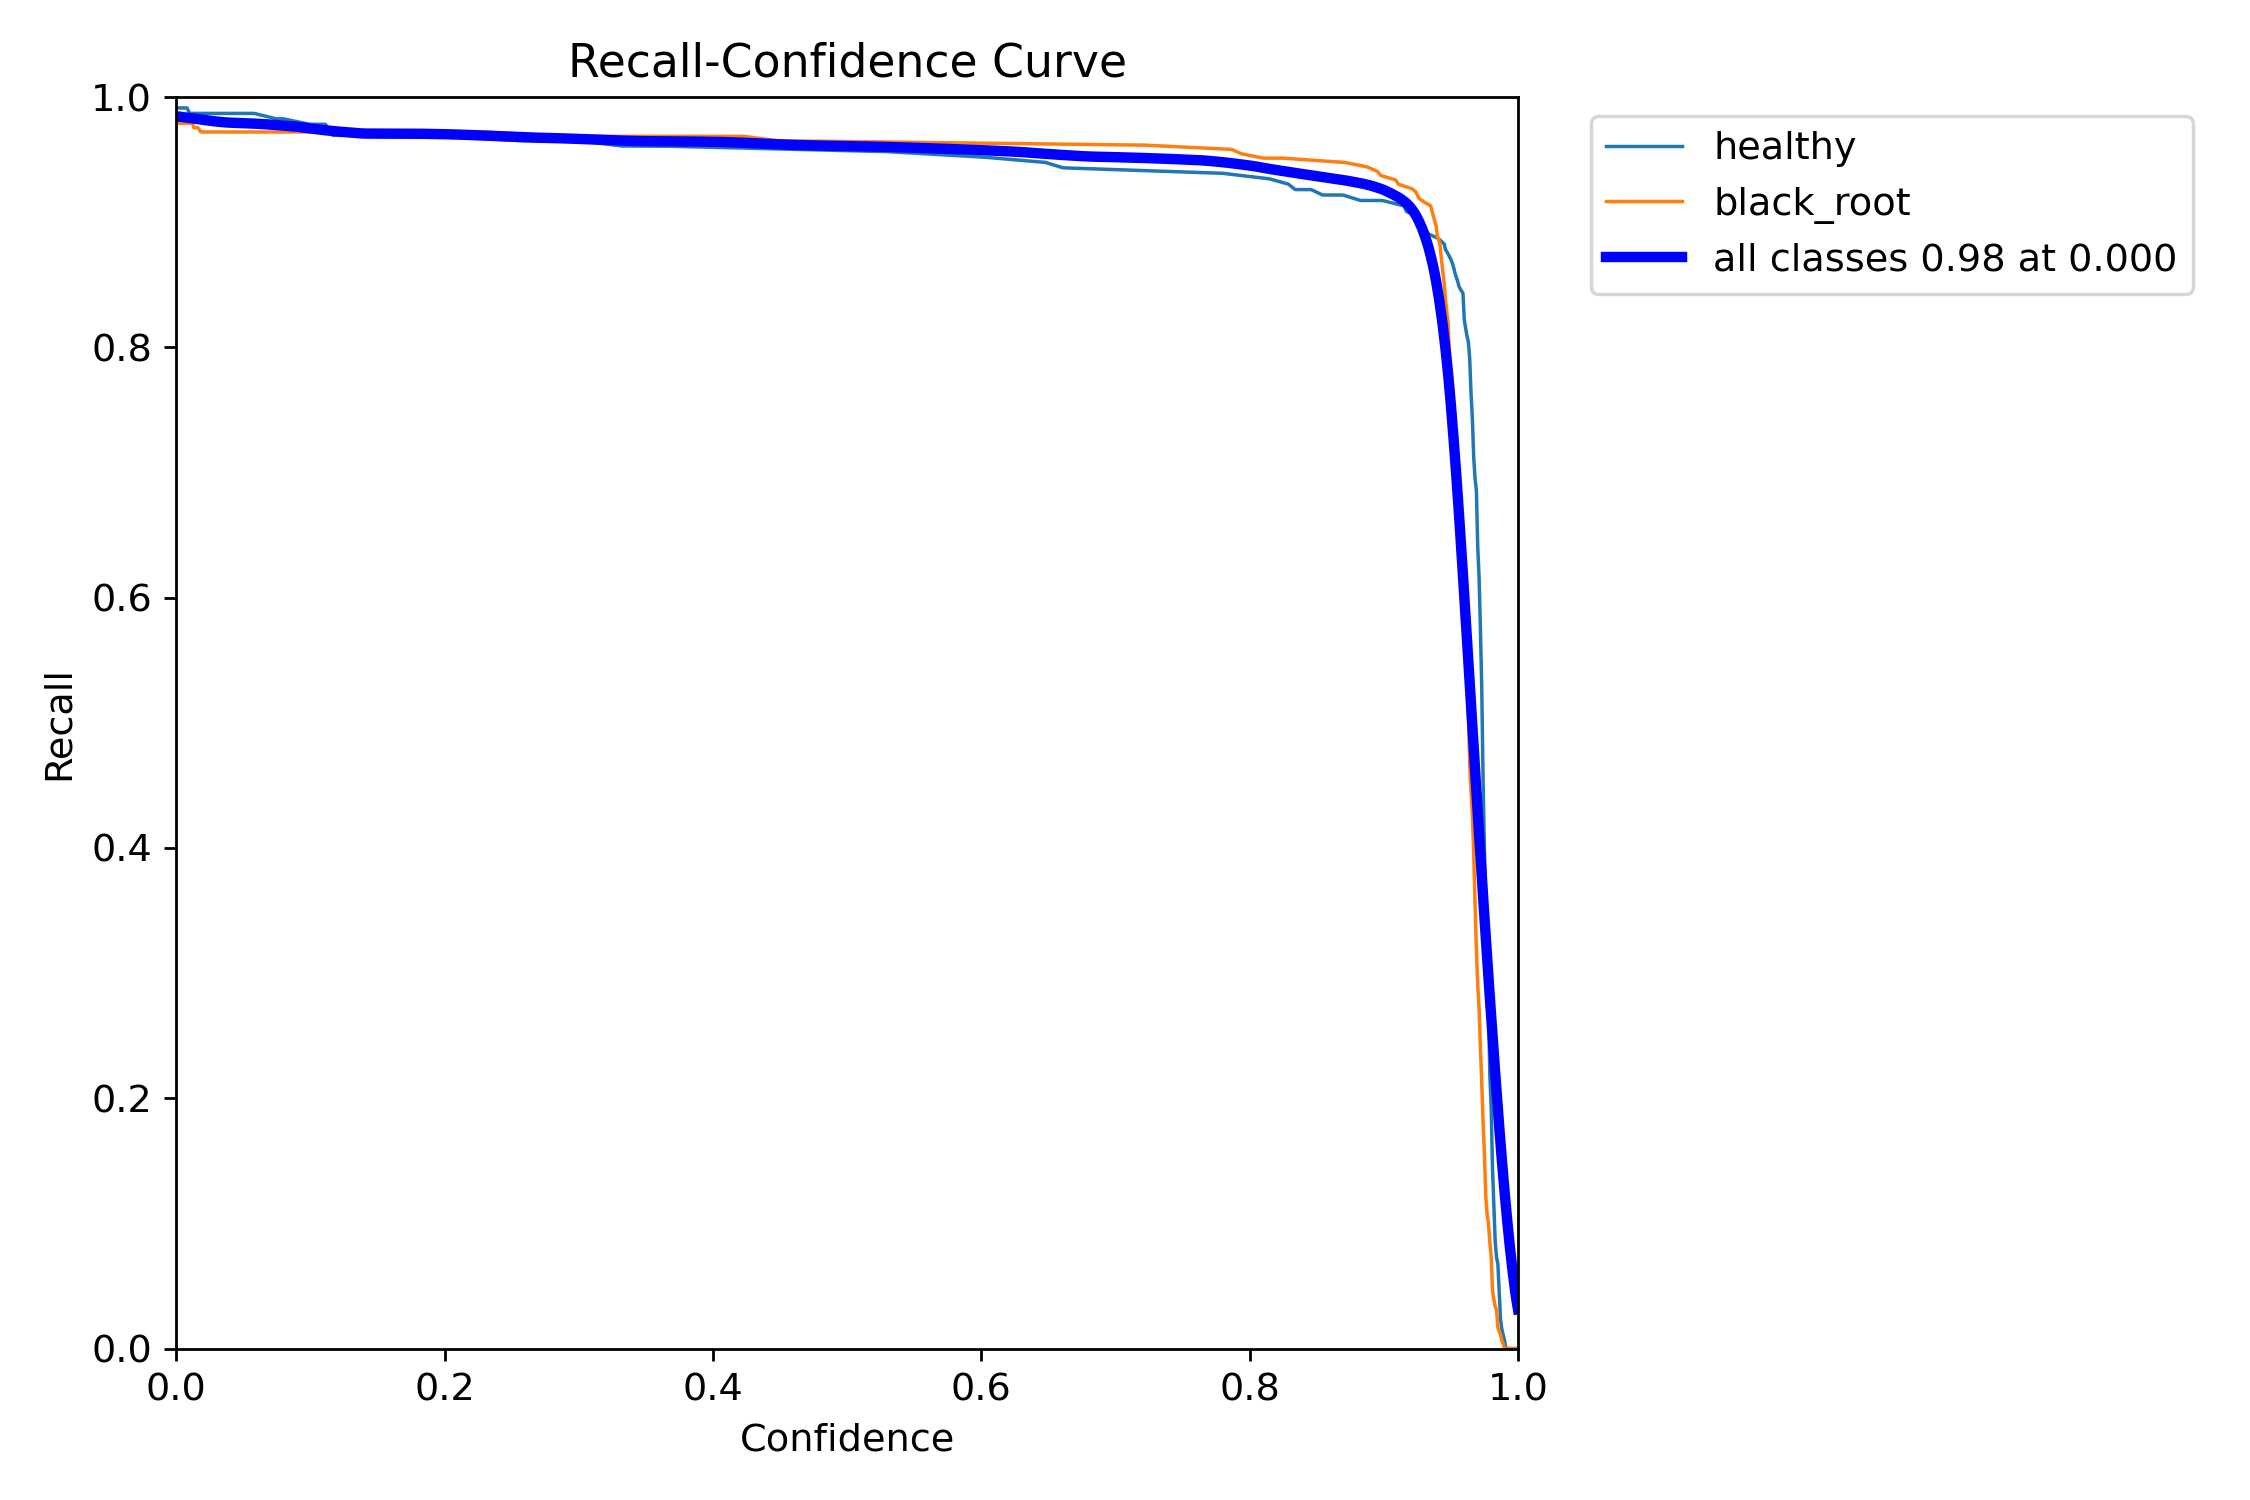 Recall-Confidence Curve
1.0
0.8
0.6
0.4
0.2
0.0
Recall
0.0 0.2 0.4 0.6 0.8 1.0
Confidence
healthy
black_root
all classes 0.98 at 0.000